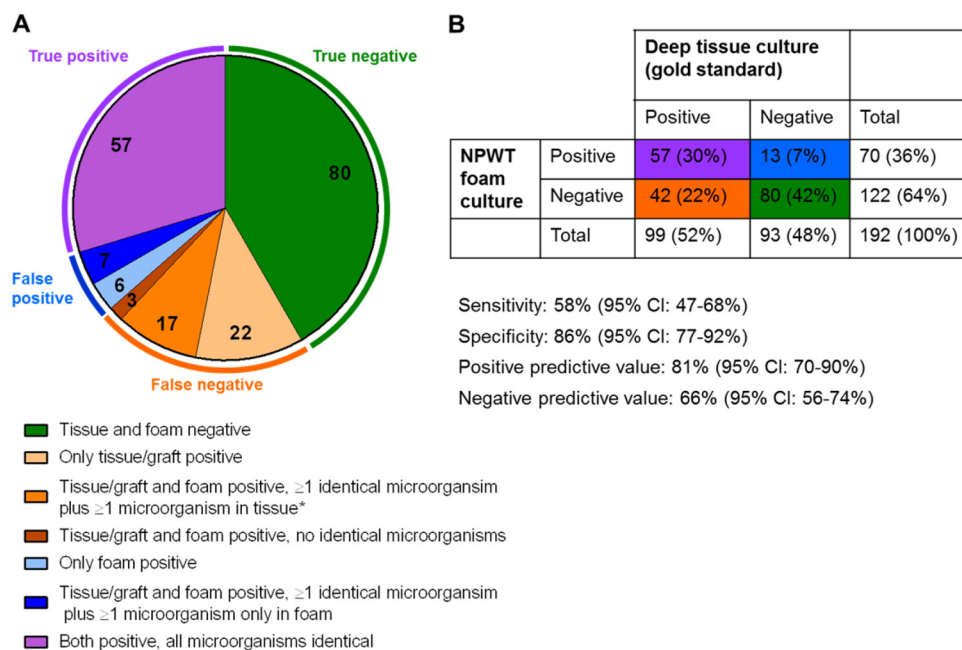 A
True positive
True negative
57
80
7
6
3
17
22
False
positive
False negative
Tissue and foam negative
Only tissue/graft positive
Tissue/graft and foam positive, ≥1 identical microorgansim
plus ≥1 microorganism in tissue*
Tissue/graft and foam positive, no identical microorganisms
Only foam positive
Tissue/graft and foam positive, ≥1 identical microorgansim
plus ≥1 microorganism only in foam
Both positive, all microorganisms identical
B
Deep tissue culture
(gold standard)
Positive Negative Total
NPWT
foam
culture
Positive 57 (30%) 13 (7%) 70 (36%)
Negative 42 (22%) 80 (42%) 122 (64%)
Total 99 (52%) 93 (48%) 192 (100%)
Sensitivity: 58% (95% CI: 47-68%)
Specificity: 86% (95% CI: 77-92%)
Positive predictive value: 81% (95% CI: 70-90%)
Negative predictive value: 66% (95% CI: 56-74%)